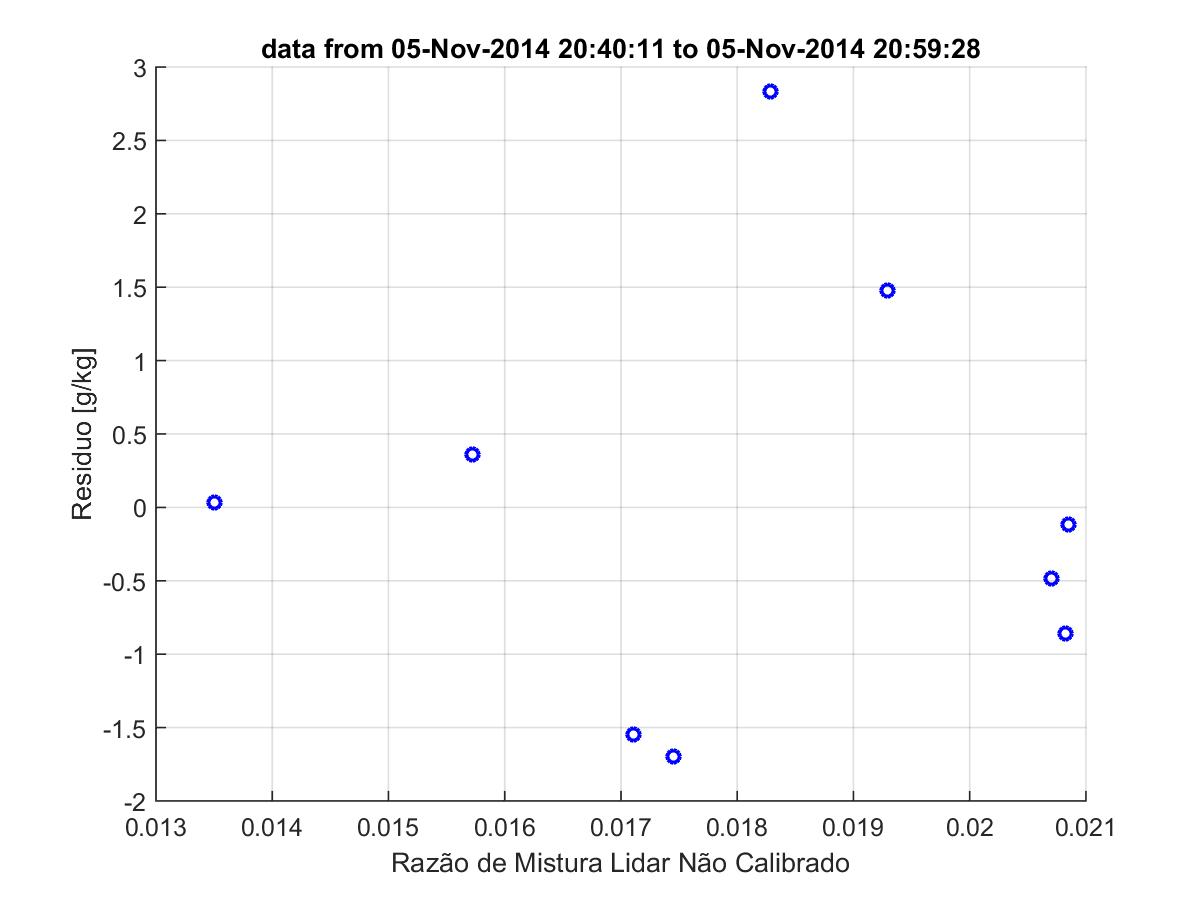 data from 05-Nov-2014 20:40:11 to 05-Nov-2014 20:59:28
3
2.5
2
1.5
1
0.5
0
-0.5
-1
-1.5
-2
Residuo [g/kg]
0.013 0.014 0.015 0.016 0.017 0.018 0.019 0.02 0.021
Razão de Mistura Lidar Não Calibrado